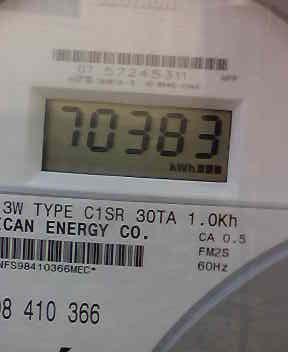 07 57245311
70383
kWh
3W TYPE C1SR 30TA 1.0Kh
ICAN ENERGY CO.
CA 0.5
FM2S
60Hz
NFS98410366MEC*
98 410 366